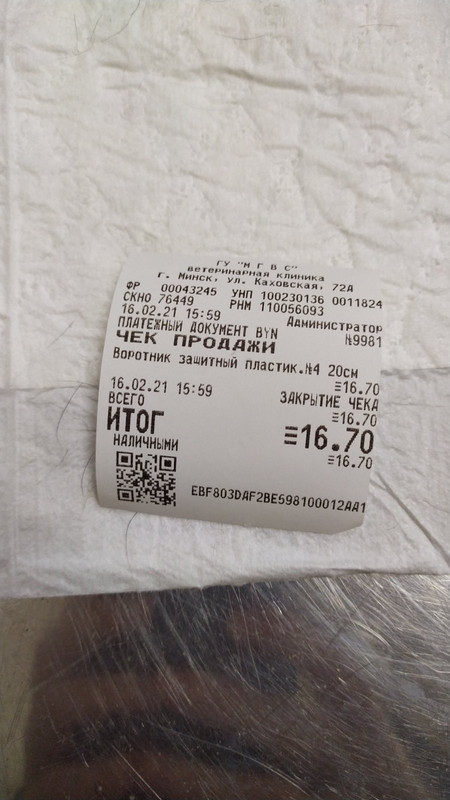 ГУ "М Г В С"
ветеринарная клиника
г. Минск, ул. Каховская, 72А
ФР 00043245 УНП 100230136 0011824
СКНО 76449 РНМ 110056093
16.02.21 15:59 Администратор
ПЛАТЕЖНЫЙ ДОКУМЕНТ BYN №9981
ЧЕК ПРОДАЖИ
Воротник защитный пластик.№4 20см
≡16.70
16.02.21 15:59 ЗАКРЫТИЕ ЧЕКА
ВСЕГО ≡16.70
ИТОГ ≡16.70
НАЛИЧНЫМИ ≡16.70
EBF803DAF2BE598100012AA1